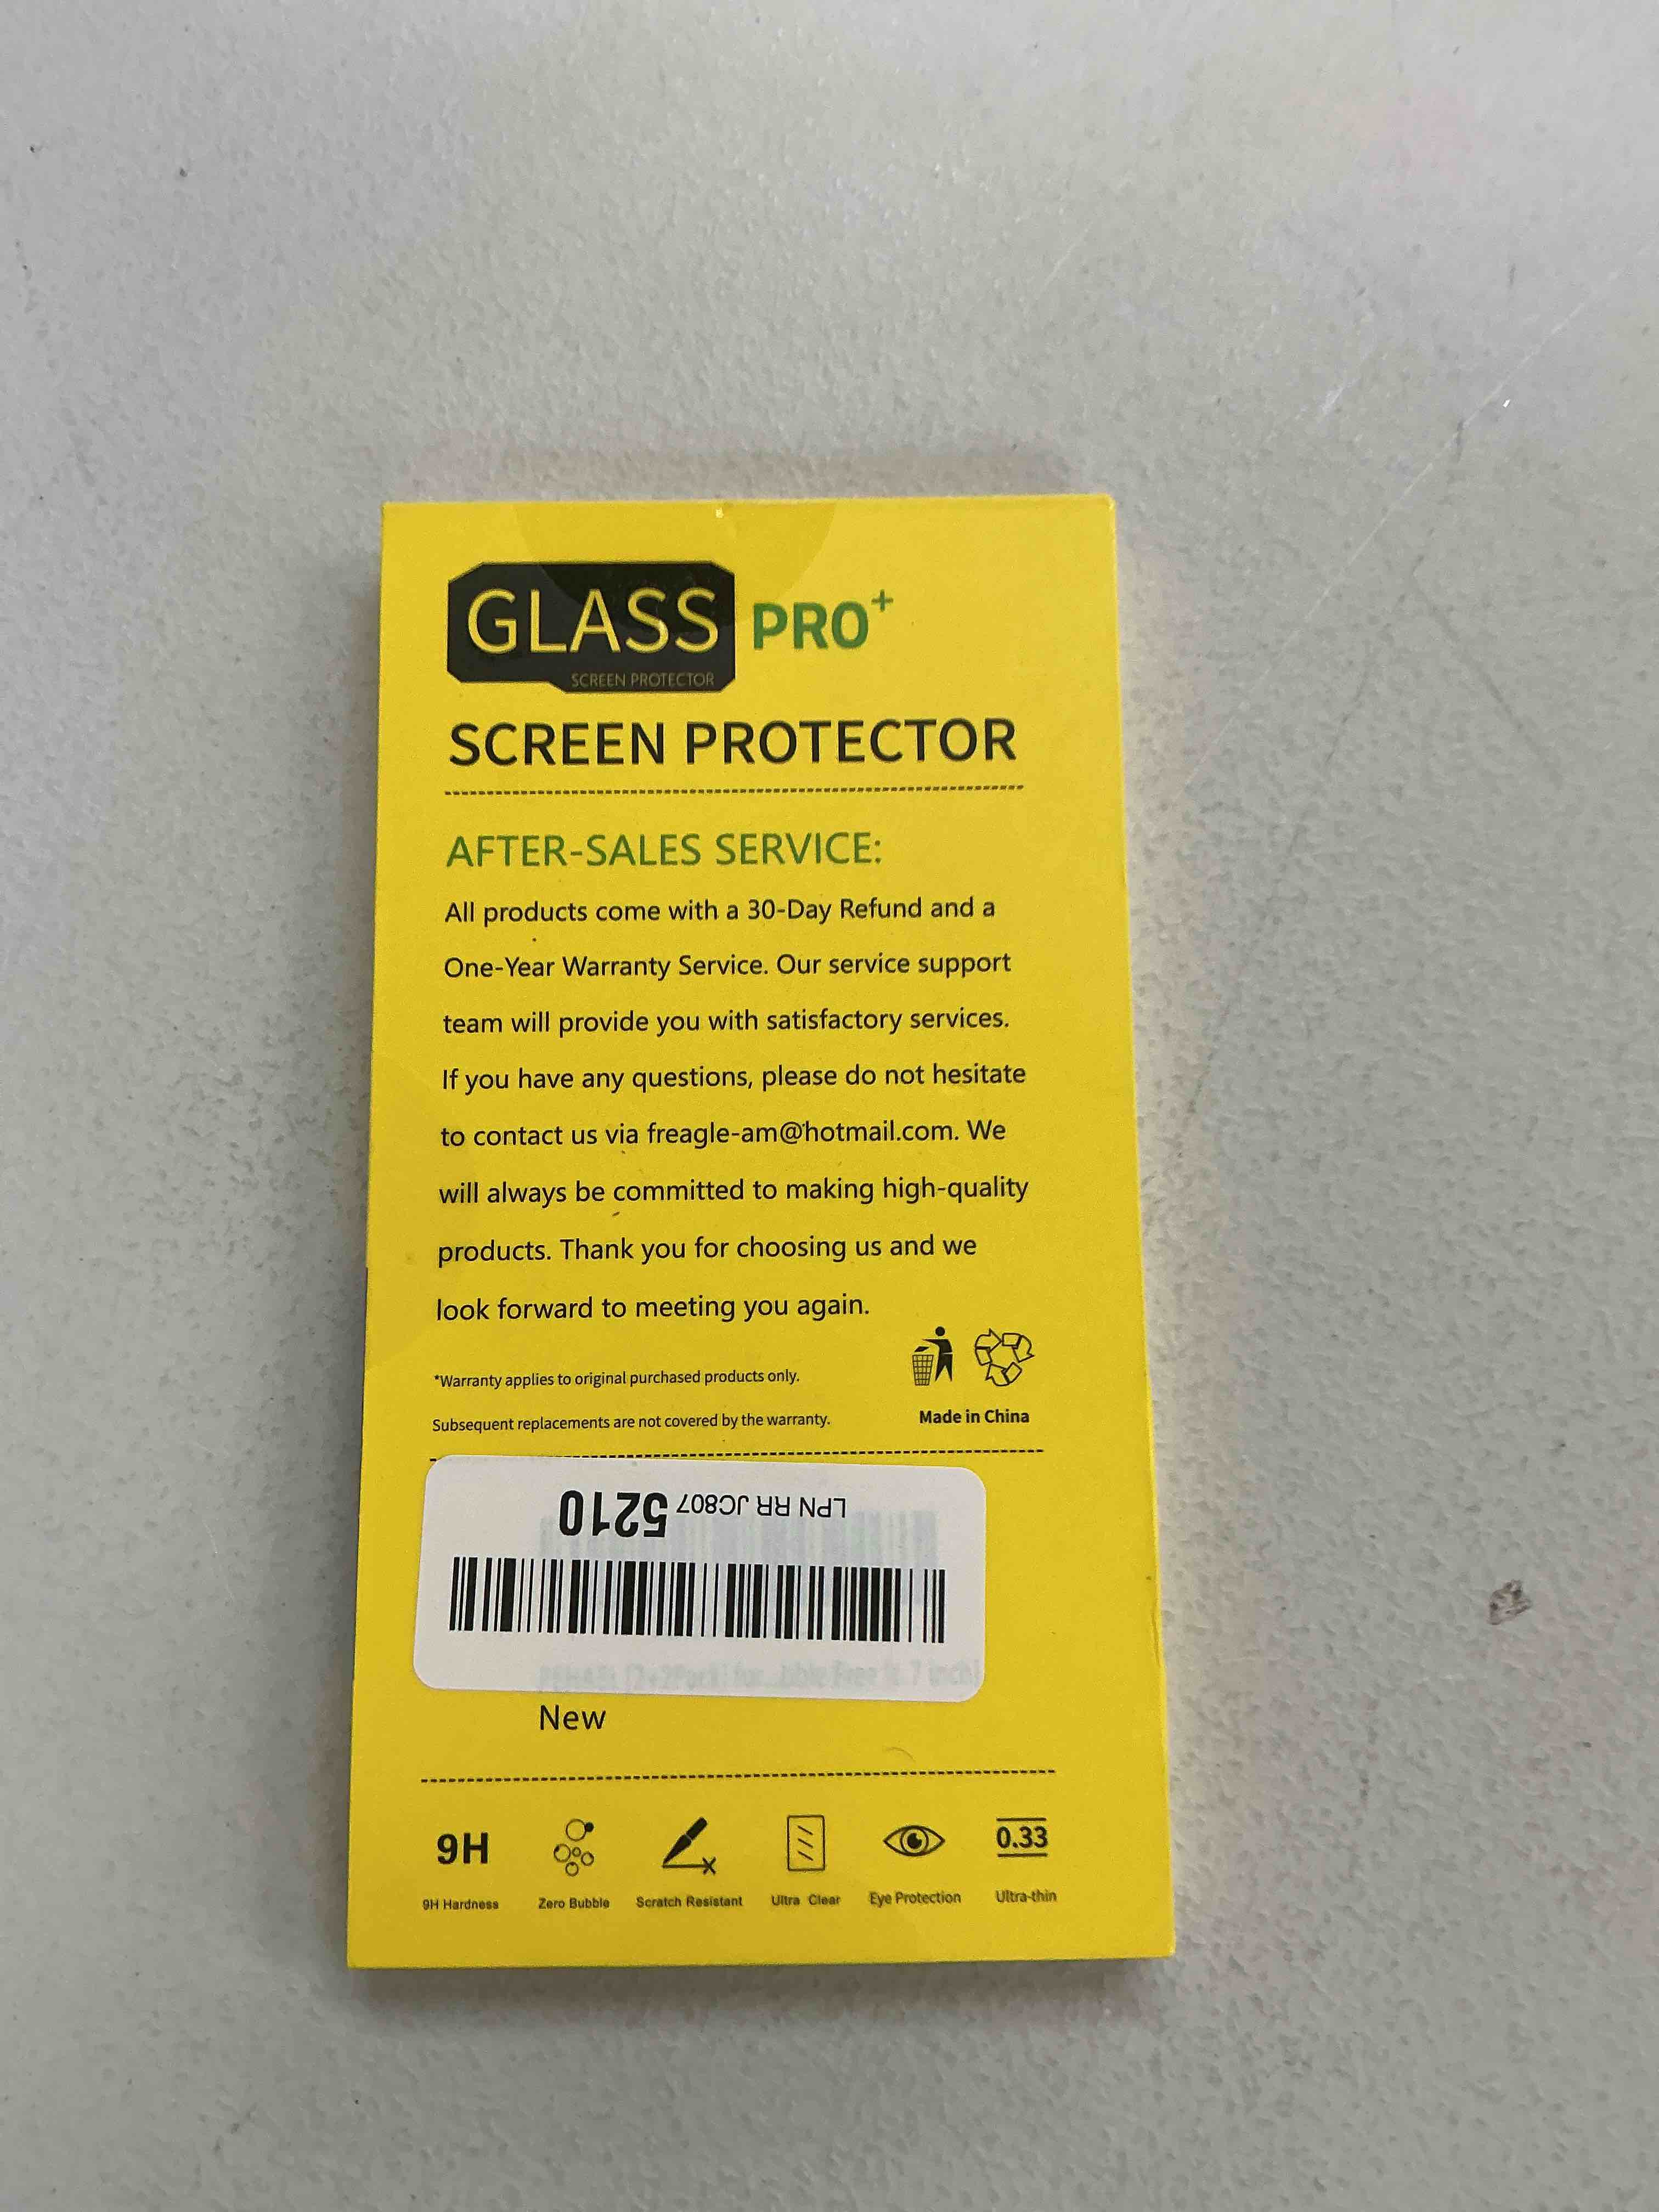 GLASS PRO+
SCREEN PROTECTOR
SCREEN PROTECTOR
AFTER-SALES SERVICE:
All products come with a 30-Day Refund and a
One-Year Warranty Service. Our service support
team will provide you with satisfactory services.
If you have any questions, please do not hesitate
to contact us via freagle-am@hotmail.com. We
will always be committed to making high-quality
products. Thank you for choosing us and we
look forward to meeting you again.
*Warranty applies to original purchased products only.
Subsequent replacements are not covered by the warranty.
Made in China
LPN RR JC807 5210
New
9H
0.33
9H Hardness
Zero Bubble
Scratch Resistant
Ultra Clear
Eye Protection
Ultra-thin